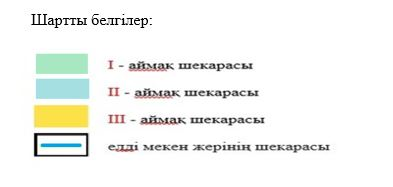 Шартты белгілер:
I - аймақ шекарасы
II - аймақ шекарасы
III - аймақ шекарасы
елді мекен жерінің шекарасы